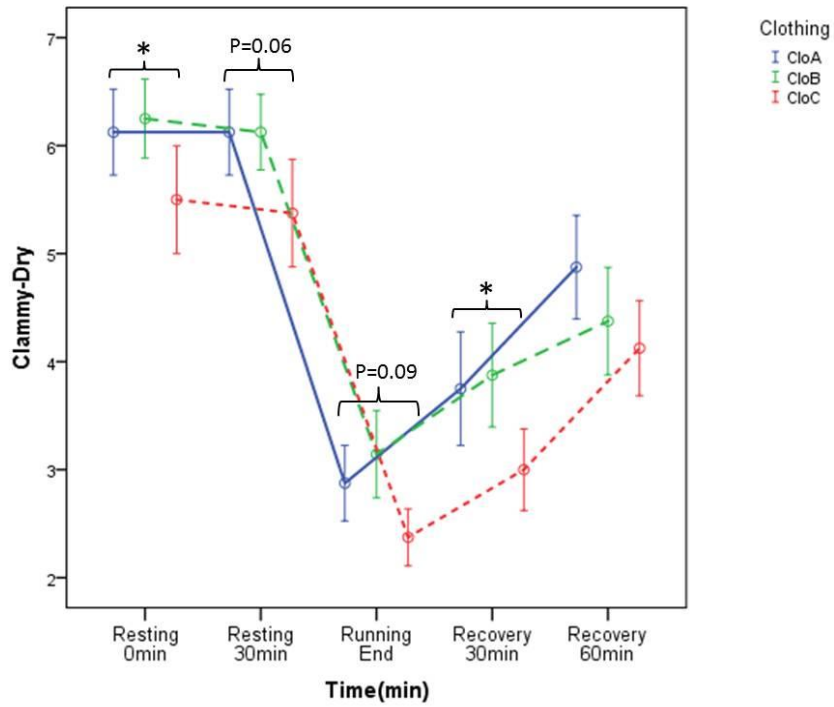 Clothing
CloA
CloB
CloC
*
P=0.06
P=0.09
*
7
6
5
4
3
2
Clammy-Dry
Resting
0min
Resting
30min
Running
End
Recovery
30min
Recovery
60min
Time(min)